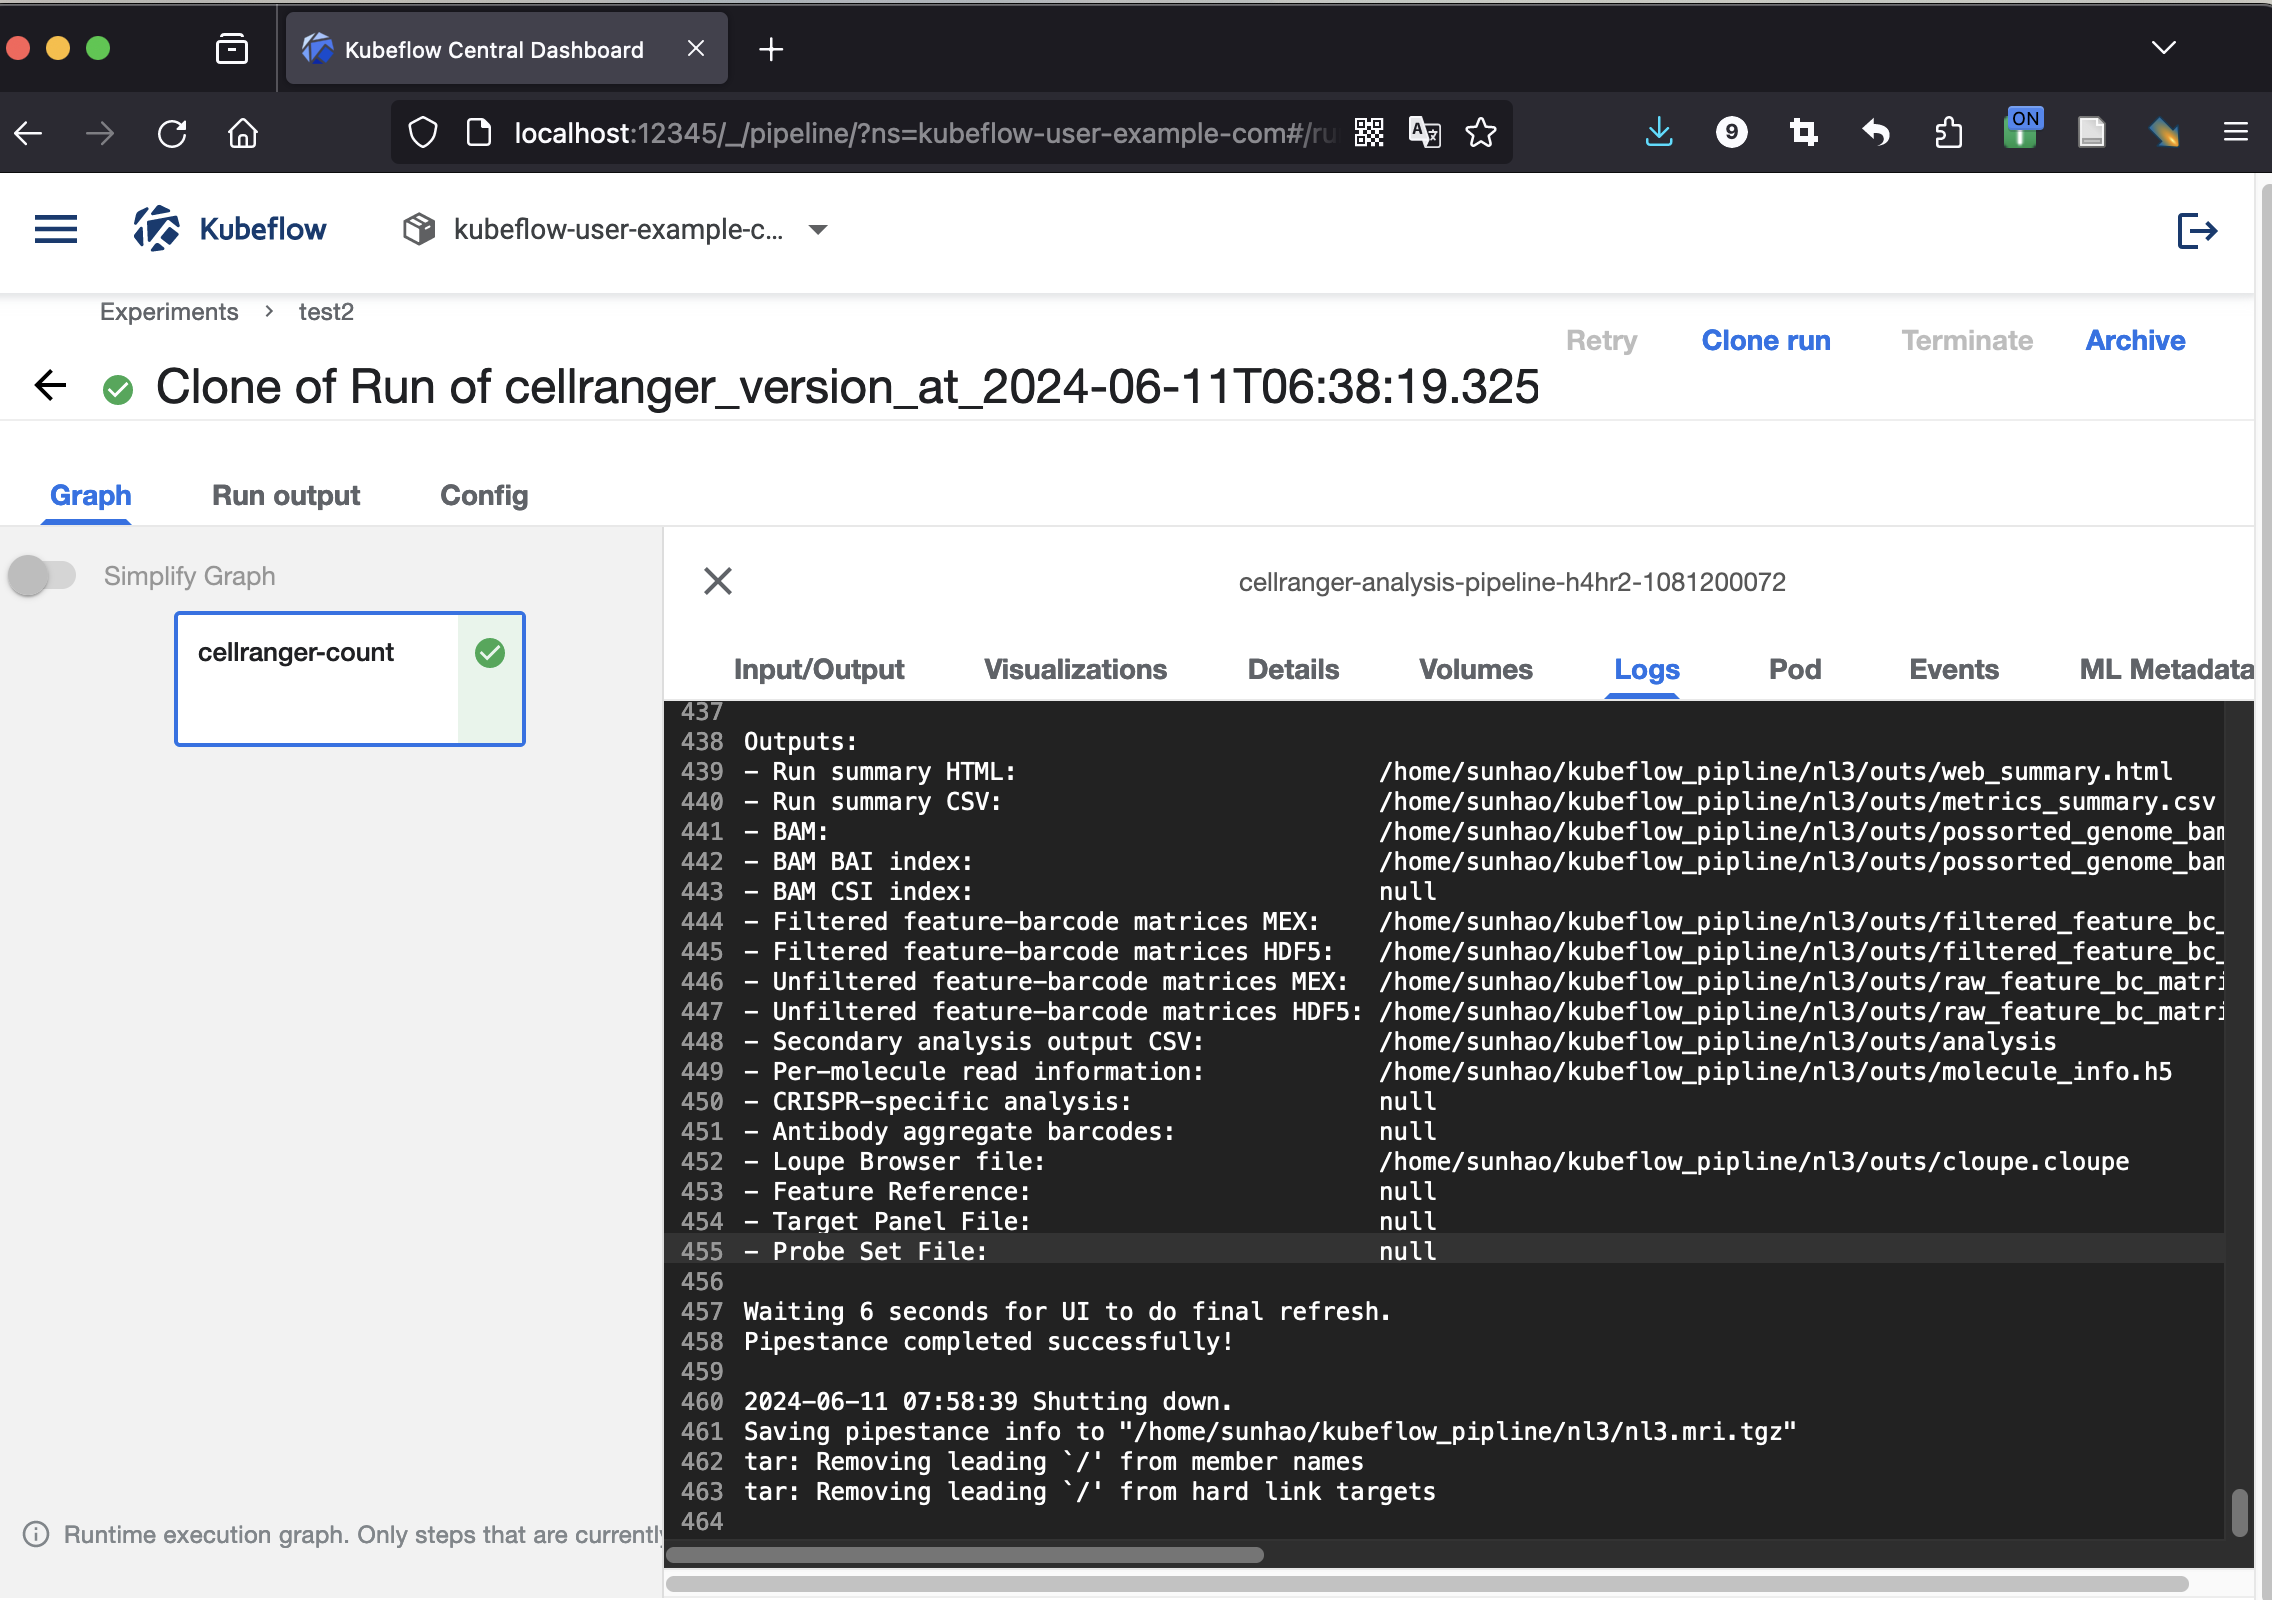 Kubeflow Central Dashboard
localhost:12345/_/pipeline/?ns=kubeflow-user-example-com#/ru
9
ON
Kubeflow
kubeflow-user-example-c...
Experiments > test2
Retry Clone run Terminate Archive
Clone of Run of cellranger_version_at_2024-06-11T06:38:19.325
Graph Run output Config
Simplify Graph
cellranger-count
cellranger-analysis-pipeline-h4hr2-1081200072
Input/Output Visualizations Details Volumes Logs Pod Events ML Metadata
437
438 Outputs:
439 - Run summary HTML: /home/sunhao/kubeflow_pipline/nl3/outs/web_summary.html
440 - Run summary CSV: /home/sunhao/kubeflow_pipline/nl3/outs/metrics_summary.csv
441 - BAM: /home/sunhao/kubeflow_pipline/nl3/outs/possorted_genome_bam
442 - BAM BAI index: /home/sunhao/kubeflow_pipline/nl3/outs/possorted_genome_bam
443 - BAM CSI index: null
444 - Filtered feature-barcode matrices MEX: /home/sunhao/kubeflow_pipline/nl3/outs/filtered_feature_bc_
445 - Filtered feature-barcode matrices HDF5: /home/sunhao/kubeflow_pipline/nl3/outs/filtered_feature_bc_
446 - Unfiltered feature-barcode matrices MEX: /home/sunhao/kubeflow_pipline/nl3/outs/raw_feature_bc_matri
447 - Unfiltered feature-barcode matrices HDF5: /home/sunhao/kubeflow_pipline/nl3/outs/raw_feature_bc_matri
448 - Secondary analysis output CSV: /home/sunhao/kubeflow_pipline/nl3/outs/analysis
449 - Per-molecule read information: /home/sunhao/kubeflow_pipline/nl3/outs/molecule_info.h5
450 - CRISPR-specific analysis: null
451 - Antibody aggregate barcodes: null
452 - Loupe Browser file: /home/sunhao/kubeflow_pipline/nl3/outs/cloupe.cloupe
453 - Feature Reference: null
454 - Target Panel File: null
455 - Probe Set File: null
456
457 Waiting 6 seconds for UI to do final refresh.
458 Pipestance completed successfully!
459
460 2024-06-11 07:58:39 Shutting down.
461 Saving pipestance info to "/home/sunhao/kubeflow_pipline/nl3/nl3.mri.tgz"
462 tar: Removing leading `/' from member names
463 tar: Removing leading `/' from hard link targets
464
Runtime execution graph. Only steps that are currently